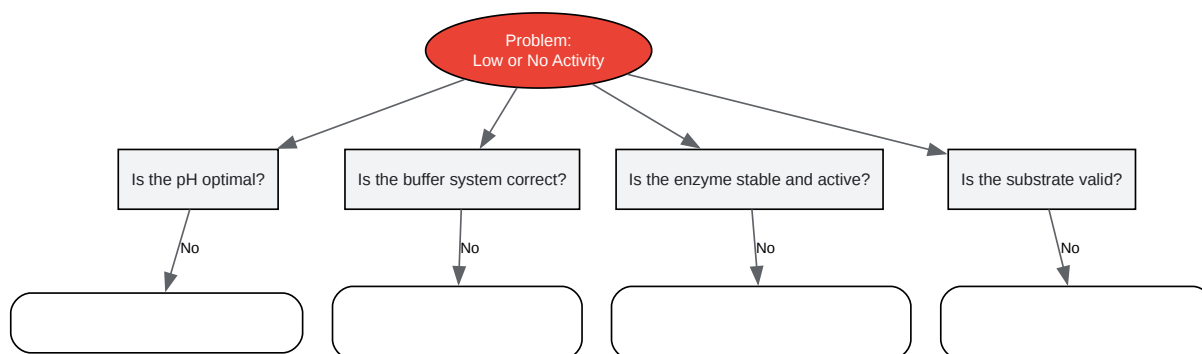 Problem:
Low or No Activity
Is the pH optimal?
Is the buffer system correct?
Is the enzyme stable and active?
Is the substrate valid?
No
No
No
No